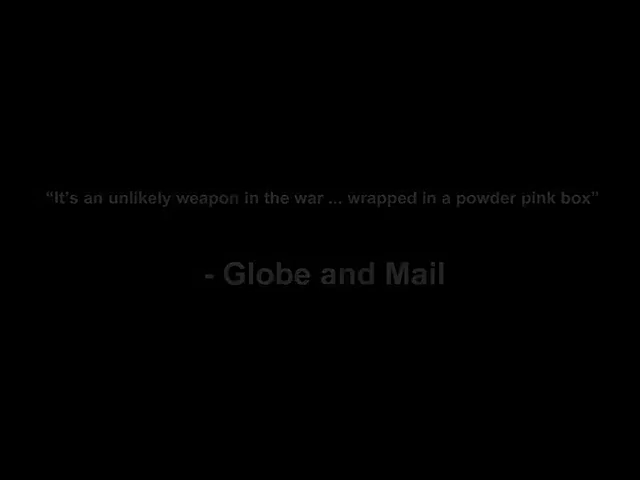 “It’s an unlikely weapon in the war ... wrapped in a powder pink box”
- Globe and Mail